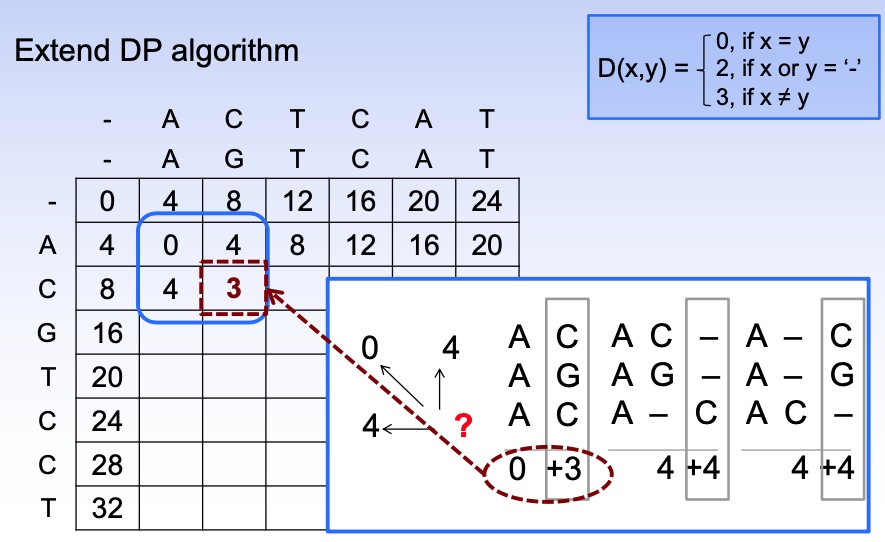 Extend DP algorithm
D(x,y) =
0, if x = y
2, if x or y = ‘-’
3, if x ≠ y
- A C T C A T
- A G T C A T
- 0 4 8 12 16 20 24
A 4 0 4 8 12 16 20
C 8 4 3
G 16
T 20
C 24
C 28
T 32
0 4
4 ?
A C A C – A – C
A G A G – A – G
A C A – C A C –
0 +3 4 +4 4 +4